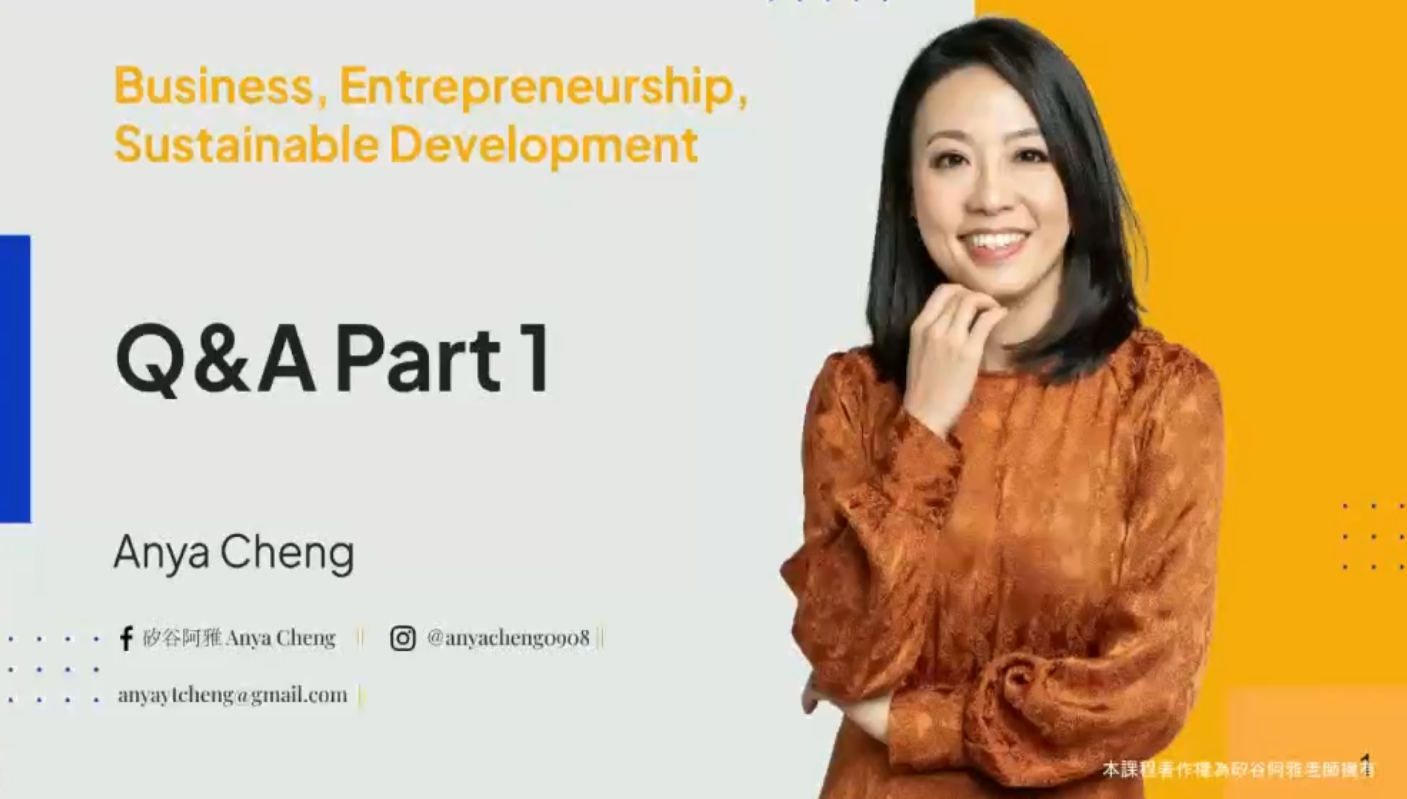 Business, Entrepreneurship,
Sustainable Development
Q&A Part 1
Anya Cheng
矽谷阿雅 Anya Cheng
@anyacheng0908
anyaytcheng@gmail.com
本課程著作權為矽谷阿雅老師擁有
1